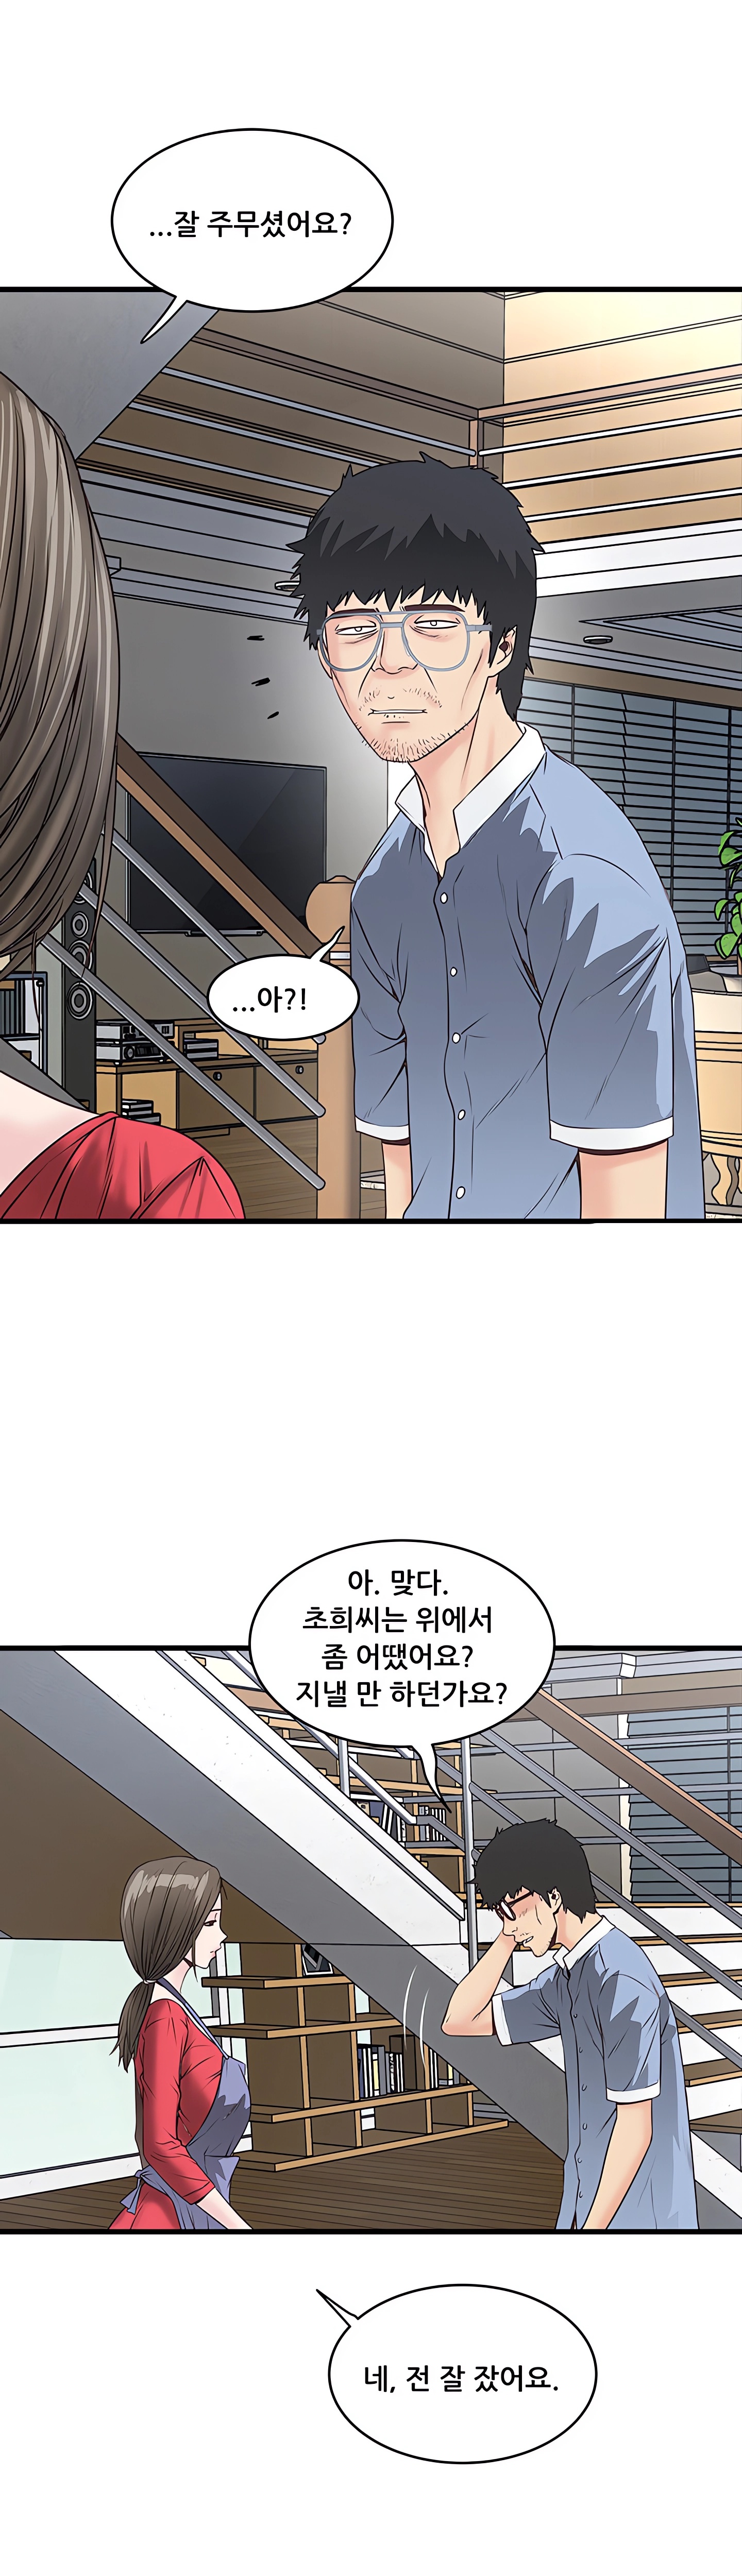 ...잘 주무셨어요?
...아?!
아. 맞다.
초희씨는 위에서
좀 어땠어요?
지낼 만 하던가요?
네, 전 잘 잤어요.